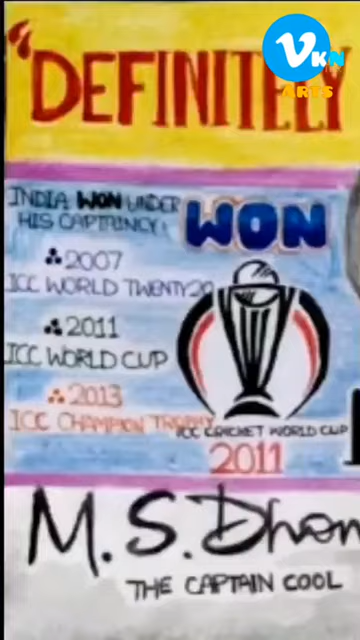 VKN
ARTS
"DEFINITELY
INDIA WON UNDER
HIS CAPTAINCY:
WON
2007
ICC WORLD TWENTY20
2011
ICC WORLD CUP
2013
ICC CHAMPION TROPHY
ICC CRICKET WORLD CUP
2011
M.S.Dhon
THE CAPTAIN COOL